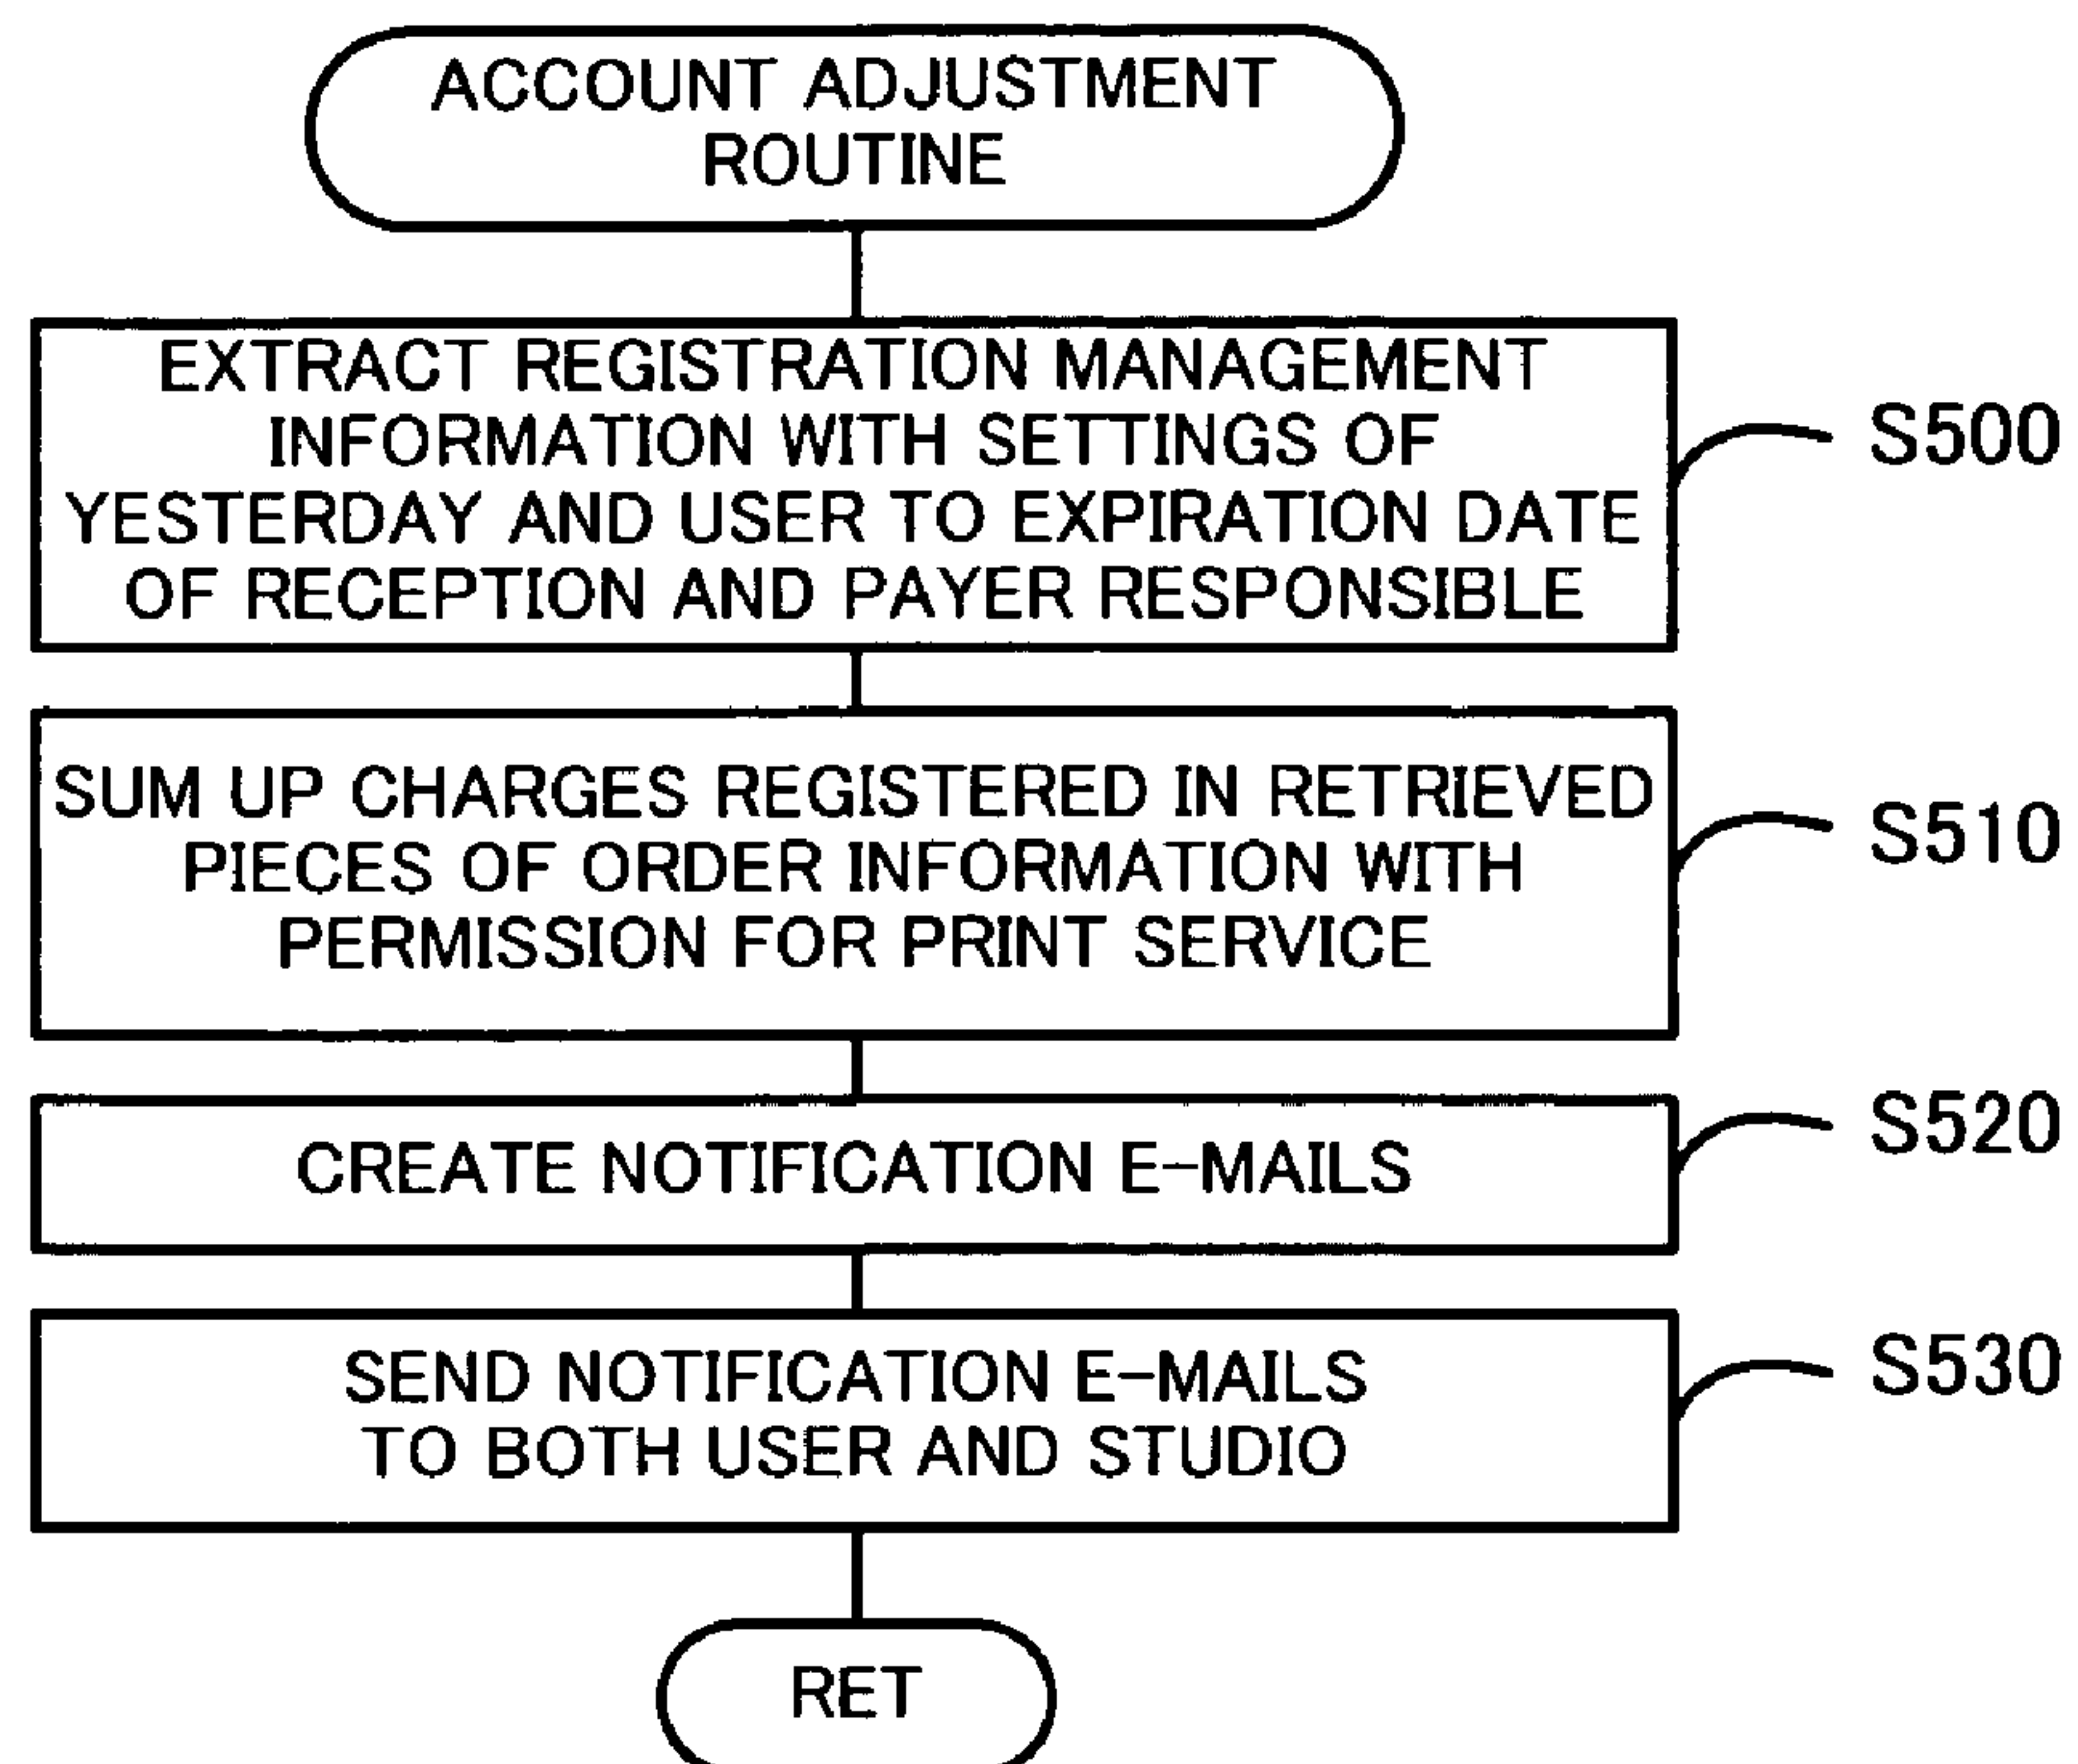 ACCOUNT ADJUSTMENT
ROUTINE
EXTRACT REGISTRATION MANAGEMENT
INFORMATION WITH SETTINGS OF
YESTERDAY AND USER TO EXPIRATION DATE
OF RECEPTION AND PAYER RESPONSIBLE
S500
SUM UP CHARGES REGISTERED IN RETRIEVED
PIECES OF ORDER INFORMATION WITH
PERMISSION FOR PRINT SERVICE
S510
CREATE NOTIFICATION E-MAILS
S520
SEND NOTIFICATION E-MAILS
TO BOTH USER AND STUDIO
S530
RET